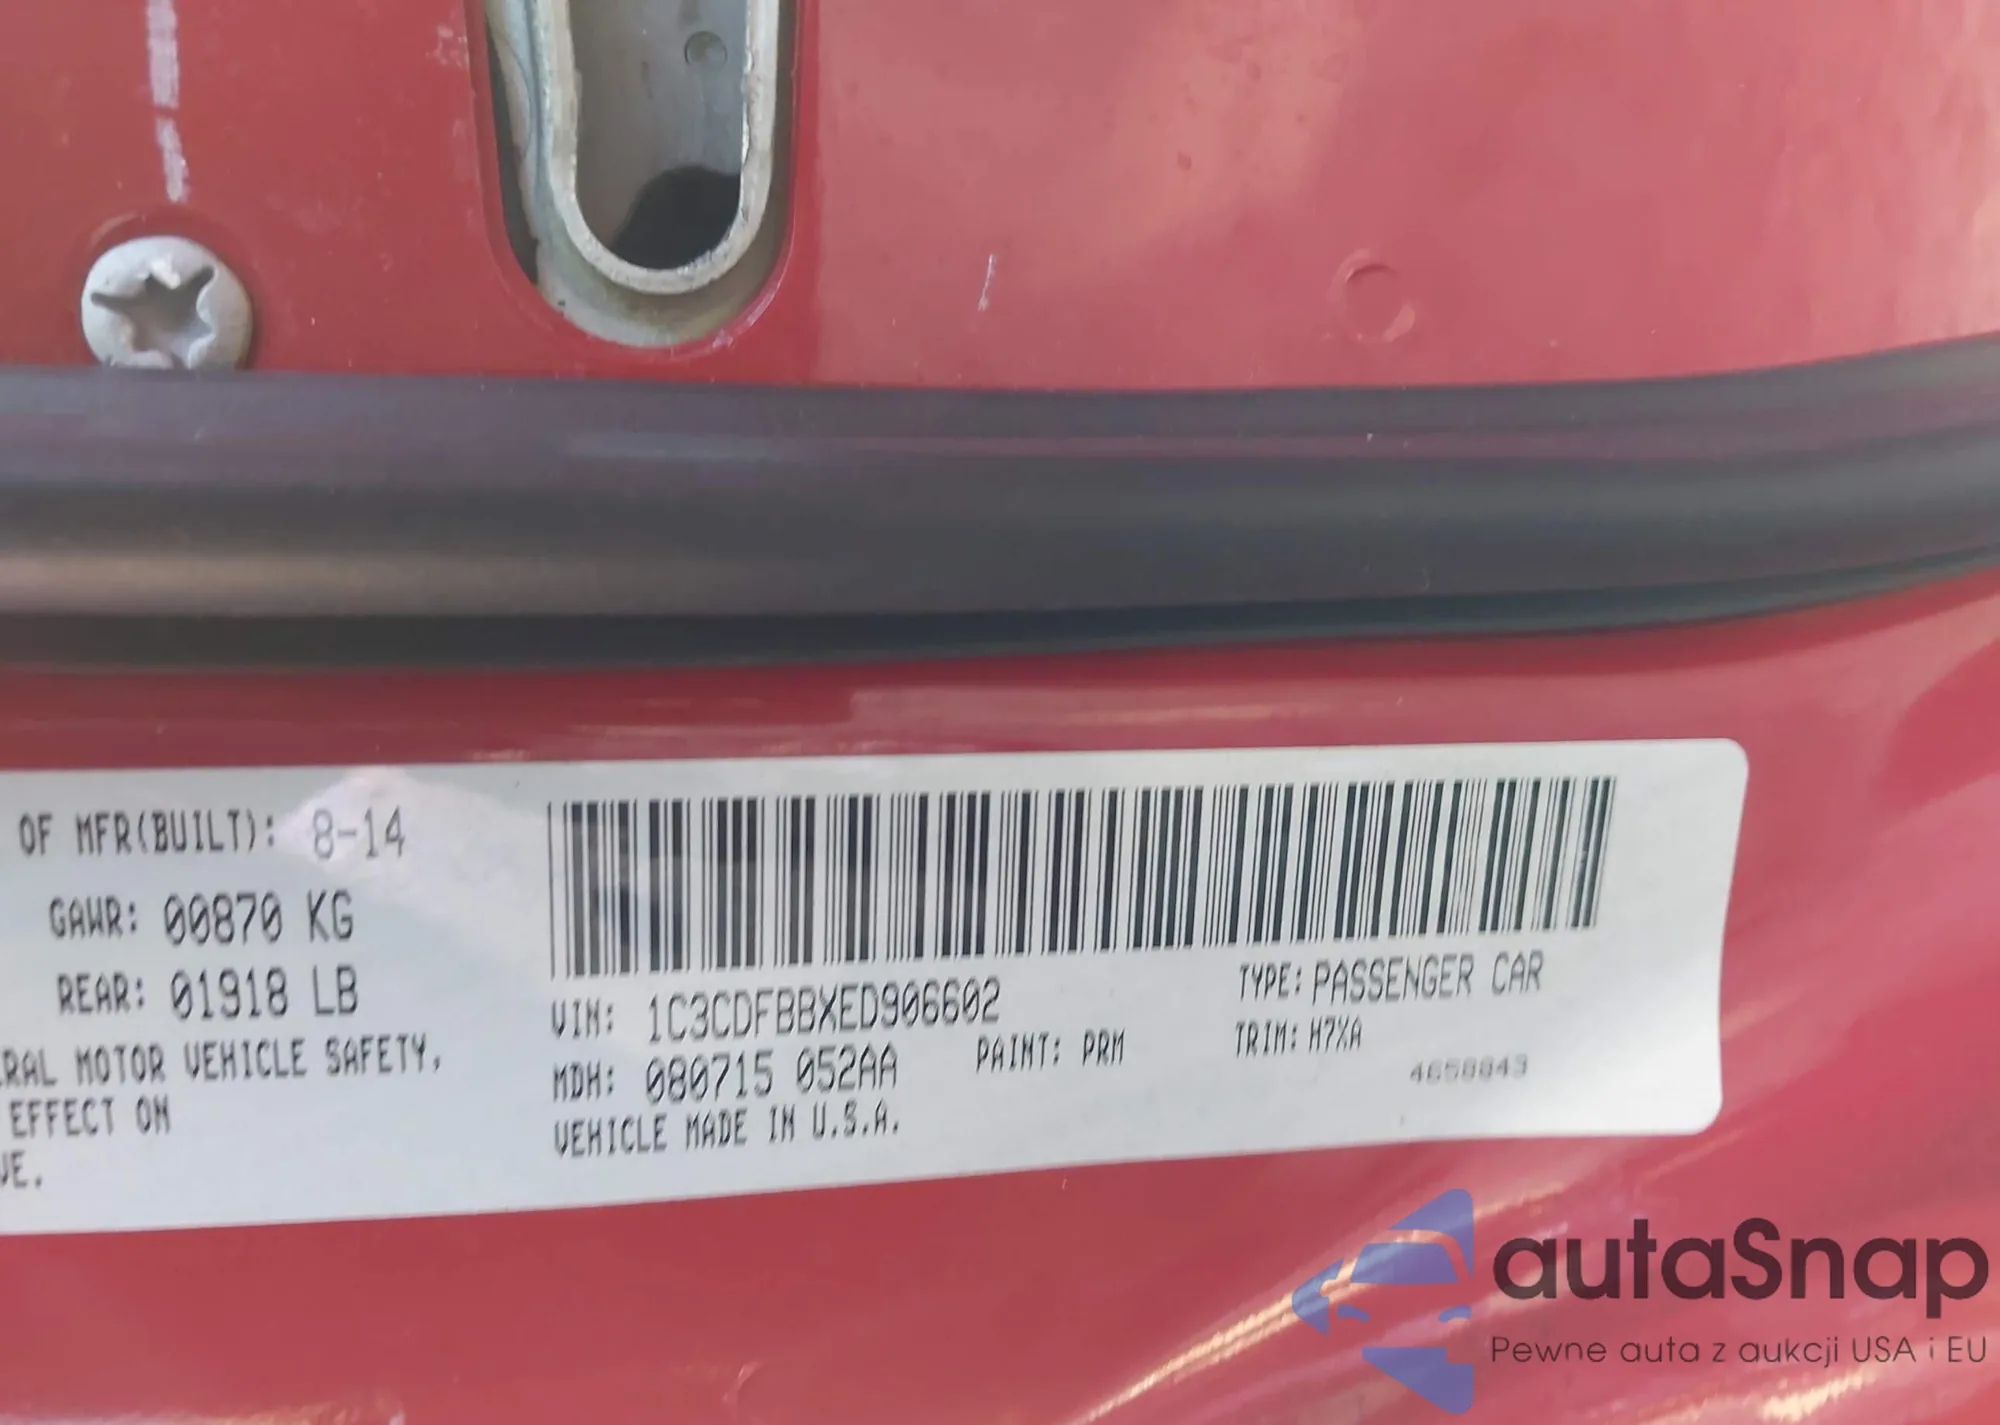 OF MFR(BUILT): 8-14
GAWR: 00870 KG
REAR: 01918 LB
RAL MOTOR VEHICLE SAFETY,
EFFECT ON
VE.
VIN: 1C3CDFBBXED906602
TYPE: PASSENGER CAR
MDH: 080715 052AA
PAINT: PRM
TRIM: H7XA
4658843
VEHICLE MADE IN U.S.A.
autaSnap
Pewne auta z aukcji USA i EU